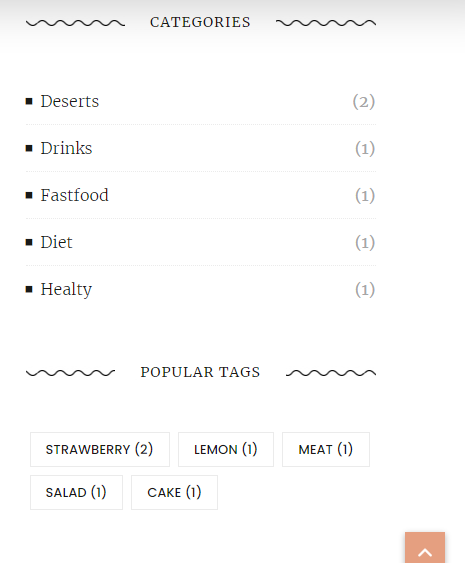 CATEGORIES
Deserts (2)
Drinks (1)
Fastfood (1)
Diet (1)
Healty (1)
POPULAR TAGS
STRAWBERRY (2) LEMON (1) MEAT (1)
SALAD (1) CAKE (1)